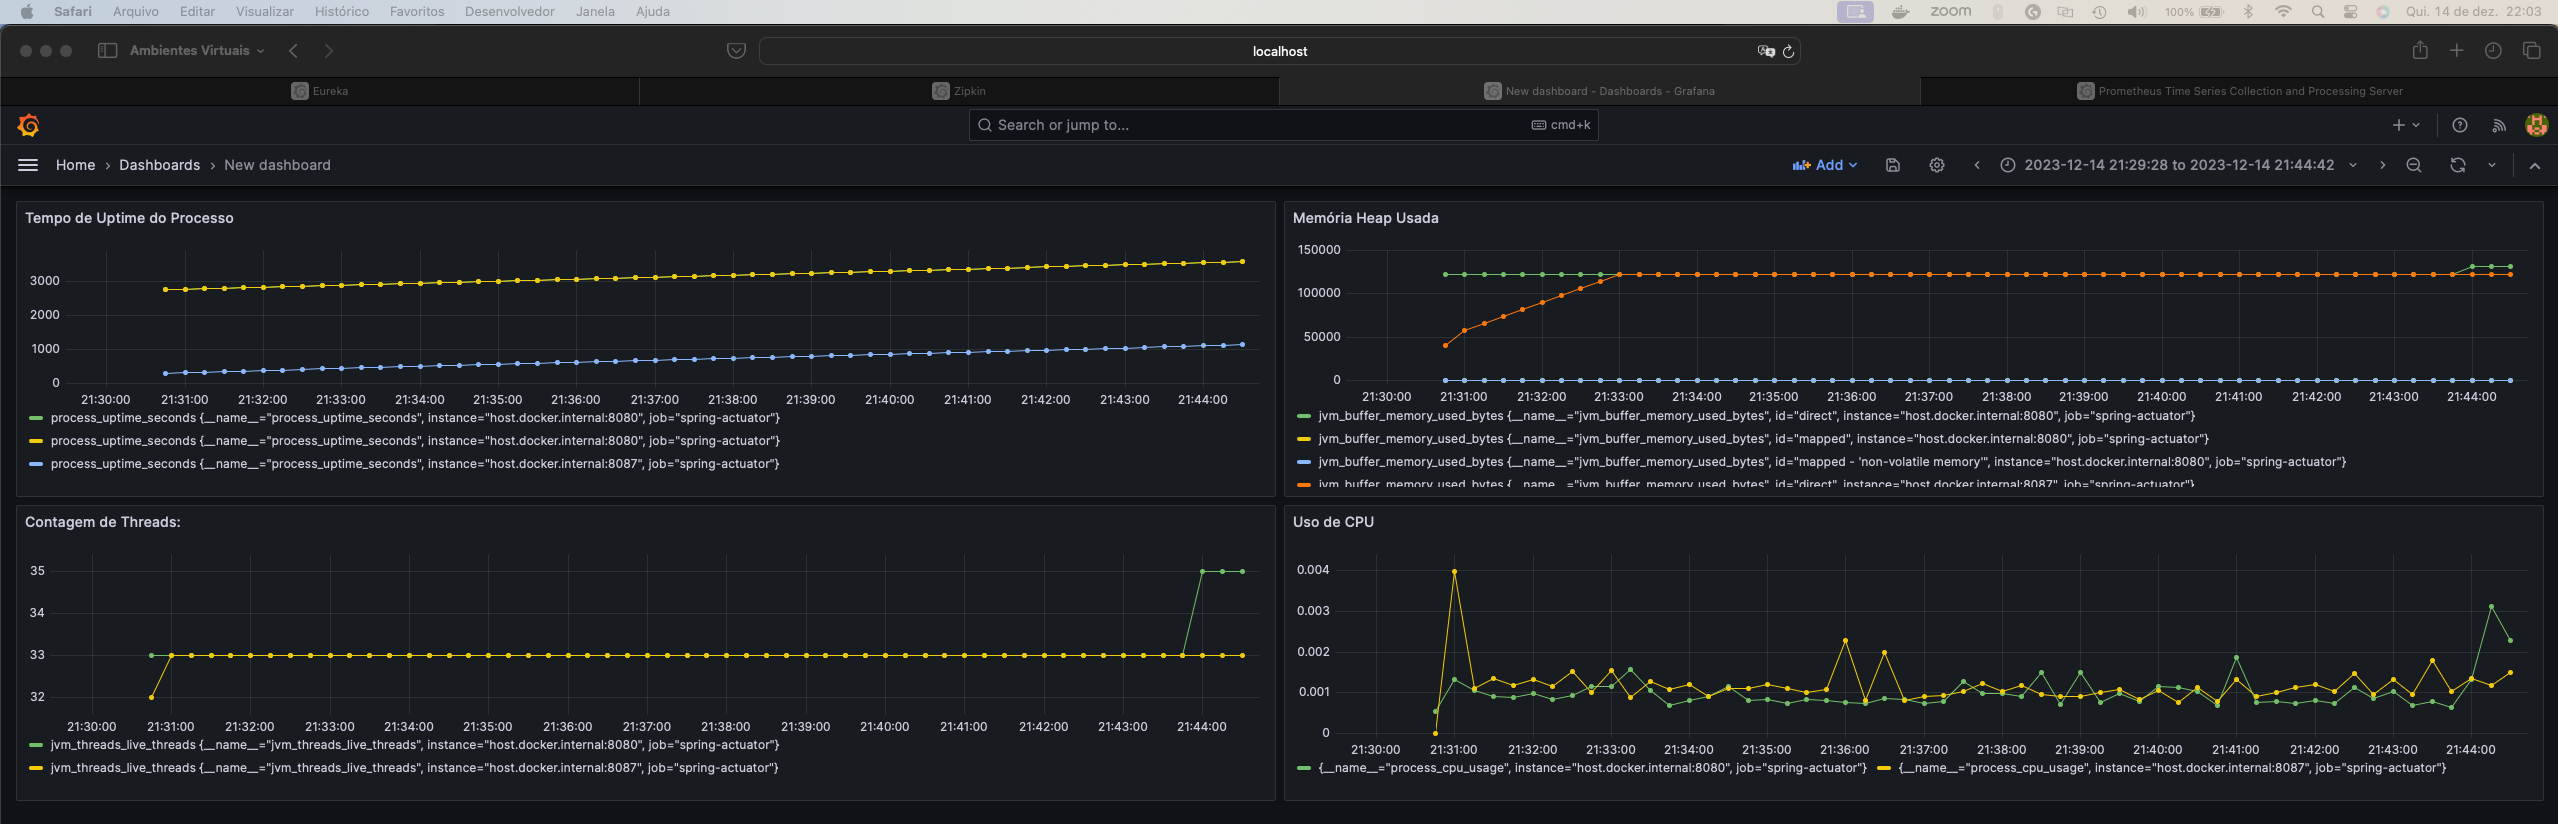 Safari Arquivo Editar Visualizar Histórico Favoritos Desenvolvedor Janela Ajuda zoom 100% Qui. 14 de dez. 22:03
Ambientes Virtuais localhost
Eureka Zipkin New dashboard - Dashboards - Grafana Prometheus Time Series Collection and Processing Server
Search or jump to... cmd+k
Home › Dashboards › New dashboard Add 2023-12-14 21:29:28 to 2023-12-14 21:44:42
Tempo de Uptime do Processo
3000
2000
1000
0
21:30:00 21:31:00 21:32:00 21:33:00 21:34:00 21:35:00 21:36:00 21:37:00 21:38:00 21:39:00 21:40:00 21:41:00 21:42:00 21:43:00 21:44:00
process_uptime_seconds {__name__="process_uptime_seconds", instance="host.docker.internal:8080", job="spring-actuator"}
process_uptime_seconds {__name__="process_uptime_seconds", instance="host.docker.internal:8080", job="spring-actuator"}
process_uptime_seconds {__name__="process_uptime_seconds", instance="host.docker.internal:8087", job="spring-actuator"}
Memória Heap Usada
150000
100000
50000
0
21:30:00 21:31:00 21:32:00 21:33:00 21:34:00 21:35:00 21:36:00 21:37:00 21:38:00 21:39:00 21:40:00 21:41:00 21:42:00 21:43:00 21:44:00
jvm_buffer_memory_used_bytes {__name__="jvm_buffer_memory_used_bytes", id="direct", instance="host.docker.internal:8080", job="spring-actuator"}
jvm_buffer_memory_used_bytes {__name__="jvm_buffer_memory_used_bytes", id="mapped", instance="host.docker.internal:8080", job="spring-actuator"}
jvm_buffer_memory_used_bytes {__name__="jvm_buffer_memory_used_bytes", id="mapped - 'non-volatile memory'", instance="host.docker.internal:8080", job="spring-actuator"}
jvm_buffer_memory_used_bytes {__name__="jvm_buffer_memory_used_bytes", id="direct", instance="host.docker.internal:8087", job="spring-actuator"}
Contagem de Threads:
35
34
33
32
21:30:00 21:31:00 21:32:00 21:33:00 21:34:00 21:35:00 21:36:00 21:37:00 21:38:00 21:39:00 21:40:00 21:41:00 21:42:00 21:43:00 21:44:00
jvm_threads_live_threads {__name__="jvm_threads_live_threads", instance="host.docker.internal:8080", job="spring-actuator"}
jvm_threads_live_threads {__name__="jvm_threads_live_threads", instance="host.docker.internal:8087", job="spring-actuator"}
Uso de CPU
0.004
0.003
0.002
0.001
0
21:30:00 21:31:00 21:32:00 21:33:00 21:34:00 21:35:00 21:36:00 21:37:00 21:38:00 21:39:00 21:40:00 21:41:00 21:42:00 21:43:00 21:44:00
{__name__="process_cpu_usage", instance="host.docker.internal:8080", job="spring-actuator"} {__name__="process_cpu_usage", instance="host.docker.internal:8087", job="spring-actuator"}